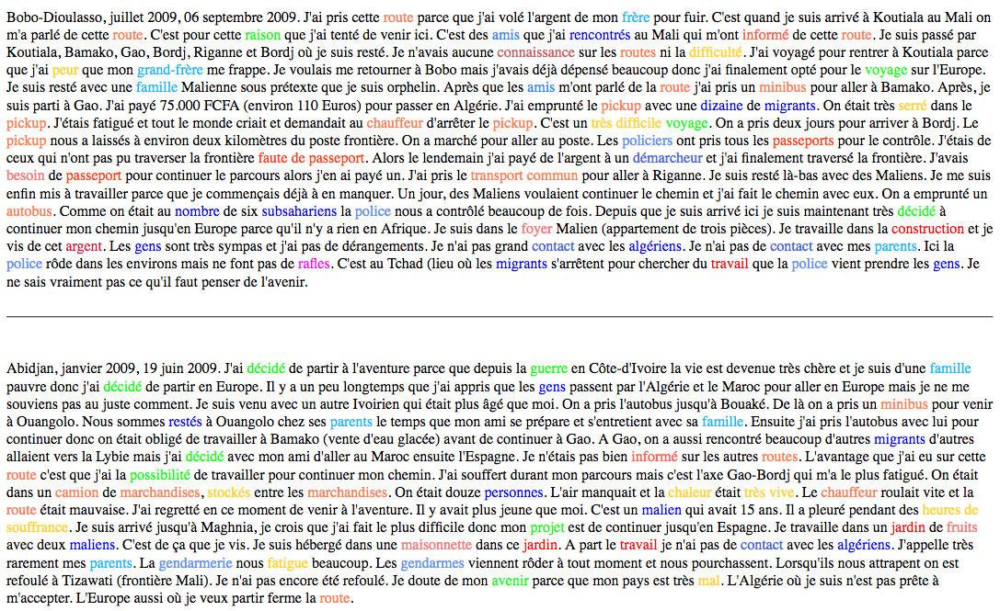 Bobo-Dioulasso, juillet 2009, 06 septembre 2009. J'ai pris cette route parce que j'ai volé l'argent de mon frère pour fuir. C'est quand je suis arrivé à Koutiala au Mali on
m'a parlé de cette route. C'est pour cette raison que j'ai tenté de venir ici. C'est des amis que j'ai rencontrés au Mali qui m'ont informé de cette route. Je suis passé par
Koutiala, Bamako, Gao, Bordj, Riganne et Bordj où je suis resté. Je n'avais aucune connaissance sur les routes ni la difficulté. J'ai voyagé pour rentrer à Koutiala parce
que j'ai peur que mon grand-frère me frappe. Je voulais me retourner à Bobo mais j'avais déjà dépensé beaucoup donc j'ai finalement opté pour le voyage sur l'Europe.
Je suis resté avec une famille Malienne sous prétexte que je suis orphelin. Après que les amis m'ont parlé de la route j'ai pris un minibus pour aller à Bamako. Après, je
suis parti à Gao. J'ai payé 75.000 FCFA (environ 110 Euros) pour passer en Algérie. J'ai emprunté le pickup avec une dizaine de migrants. On était très serré dans le
pickup. J'étais fatigué et tout le monde criait et demandait au chauffeur d'arrêter le pickup. C'est un très difficile voyage. On a pris deux jours pour arriver à Bordj. Le
pickup nous a laissés à environ deux kilomètres du poste frontière. On a marché pour aller au poste. Les policiers ont pris tous les passeports pour le contrôle. J'étais de
ceux qui n'ont pas pu traverser la frontière faute de passeport. Alors le lendemain j'ai payé de l'argent à un démarcheur et j'ai finalement traversé la frontière. J'avais
besoin de passeport pour continuer le parcours alors j'en ai payé un. J'ai pris le transport commun pour aller à Riganne. Je suis resté là-bas avec des Maliens. Je me suis
enfin mis à travailler parce que je commençais déjà à en manquer. Un jour, des Maliens voulaient continuer le chemin et j'ai fait le chemin avec eux. On a emprunté un
autobus. Comme on était au nombre de six subsahariens la police nous a contrôlé beaucoup de fois. Depuis que je suis arrivé ici je suis maintenant très décidé à
continuer mon chemin jusqu'en Europe parce qu'il n'y a rien en Afrique. Je suis dans le foyer Malien (appartement de trois pièces). Je travaille dans la construction et je
vis de cet argent. Les gens sont très sympas et j'ai pas de dérangements. Je n'ai pas grand contact avec les algériens. Je n'ai pas de contact avec mes parents. Ici la
police rôde dans les environs mais ne font pas de rafles. C'est au Tchad (lieu où les migrants s'arrêtent pour chercher du travail que la police vient prendre les gens. Je
ne sais vraiment pas ce qu'il faut penser de l'avenir.
Abidjan, janvier 2009, 19 juin 2009. J'ai décidé de partir à l'aventure parce que depuis la guerre en Côte-d'Ivoire la vie est devenue très chère et je suis d'une famille
pauvre donc j'ai décidé de partir en Europe. Il y a un peu longtemps que j'ai appris que les gens passent par l'Algérie et le Maroc pour aller en Europe mais je ne me
souviens pas au juste comment. Je suis venu avec un autre Ivoirien qui était plus âgé que moi. On a pris l'autobus jusqu'à Bouaké. De là on a pris un minibus pour venir
à Ouangolo. Nous sommes restés à Ouangolo chez ses parents le temps que mon ami se prépare et s'entretient avec sa famille. Ensuite j'ai pris l'autobus avec lui pour
continuer donc on était obligé de travailler à Bamako (vente d'eau glacée) avant de continuer à Gao. A Gao, on a aussi rencontré beaucoup d'autres migrants d'autres
allaient vers la Lybie mais j'ai décidé avec mon ami d'aller au Maroc ensuite l'Espagne. Je n'étais pas bien informé sur les autres routes. L'avantage que j'ai eu sur cette
route c'est que j'ai la possibilité de travailler pour continuer mon chemin. J'ai souffert durant mon parcours mais c'est l'axe Gao-Bordj qui m'a le plus fatigué. On était
dans un camion de marchandises, stockés entre les marchandises. On était douze personnes. L'air manquait et la chaleur était très vive. Le chauffeur roulait vite et la
route était mauvaise. J'ai regretté en ce moment de venir à l'aventure. Il y avait plus jeune que moi. C'est un malien qui avait 15 ans. Il a pleuré pendant des heures de
souffrance. Je suis arrivé jusqu'à Maghnia, je crois que j'ai fait le plus difficile donc mon projet est de continuer jusqu'en Espagne. Je travaille dans un jardin de fruits
avec deux maliens. C'est de ça que je vis. Je suis hébergé dans une maisonnette dans ce jardin. A part le travail je n'ai pas de contact avec les algériens. J'appelle très
rarement mes parents. La gendarmerie nous fatigue beaucoup. Les gendarmes viennent rôder à tout moment et nous pourchassent. Lorsqu'ils nous attrapent on est
refoulé à Tizawati (frontière Mali). Je n'ai pas encore été refoulé. Je doute de mon avenir parce que mon pays est très mal. L'Algérie où je suis n'est pas prête à
m'accepter. L'Europe aussi où je veux partir ferme la route.